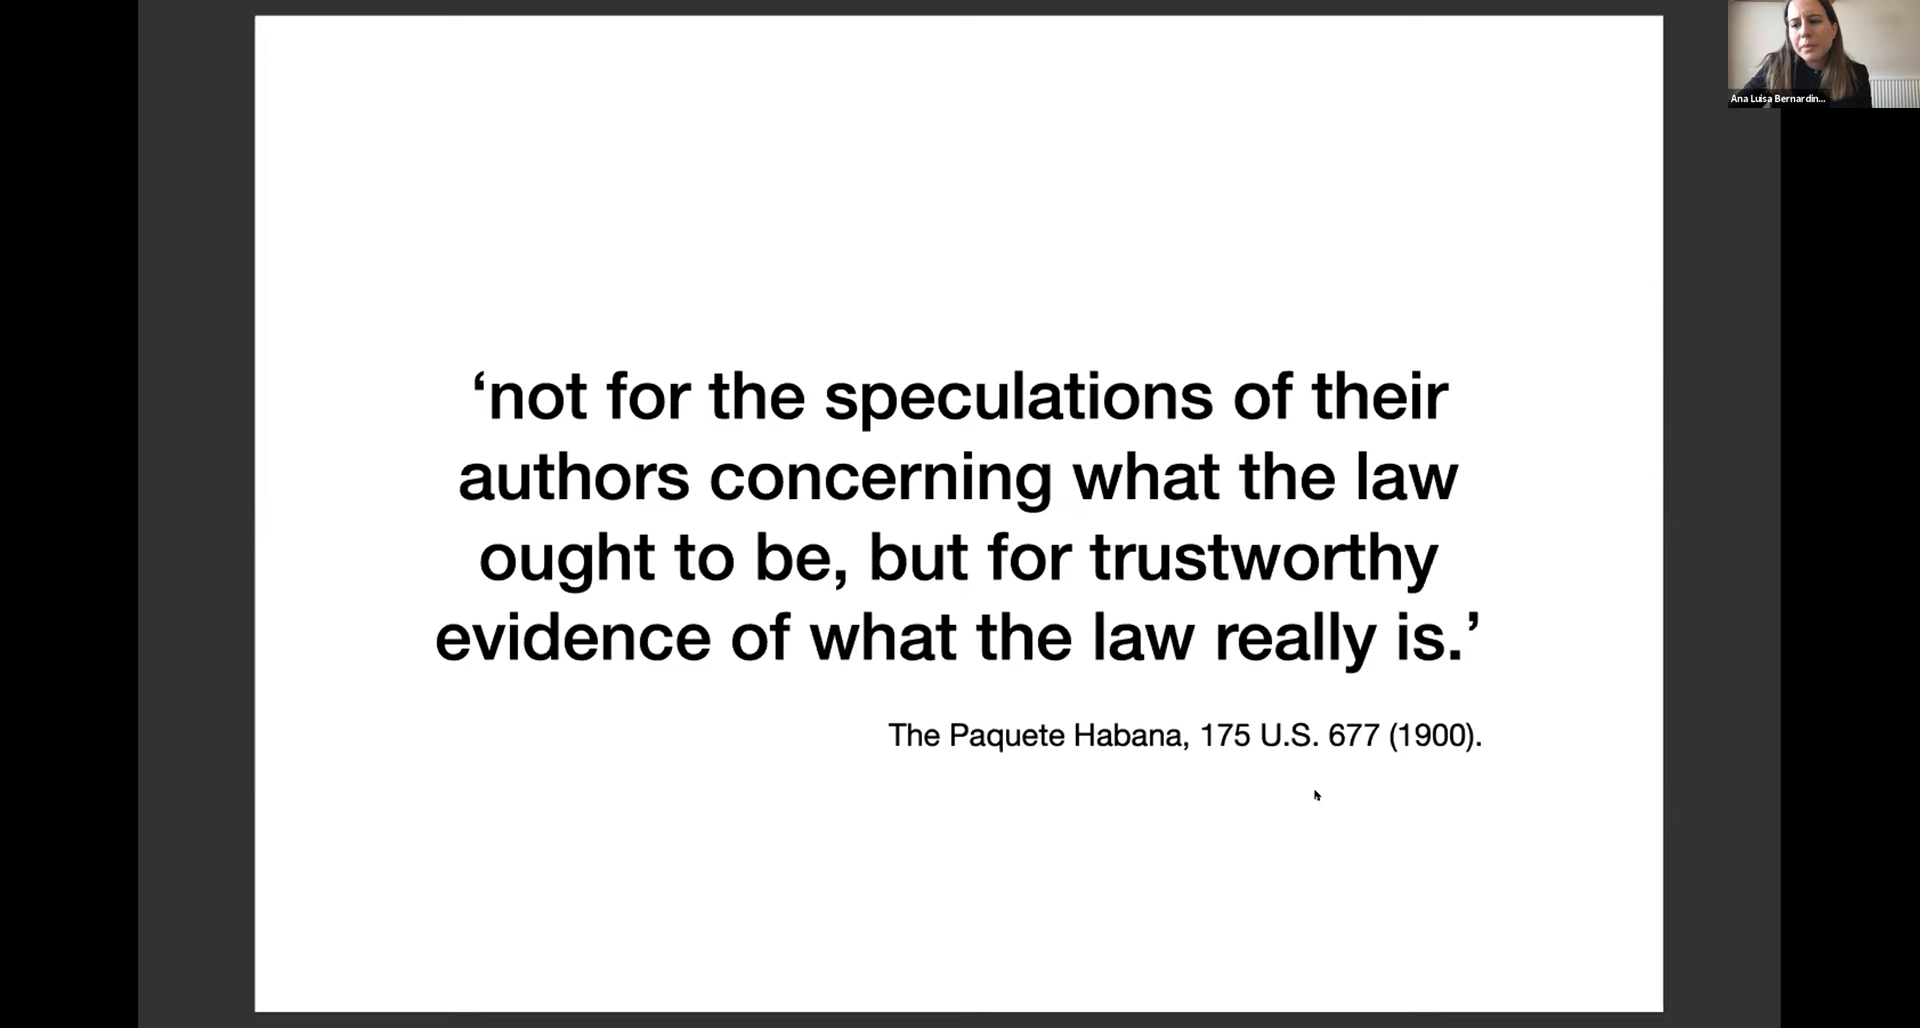 Ana Luisa Bernardin...
‘not for the speculations of their
authors concerning what the law
ought to be, but for trustworthy
evidence of what the law really is.’
The Paquete Habana, 175 U.S. 677 (1900).